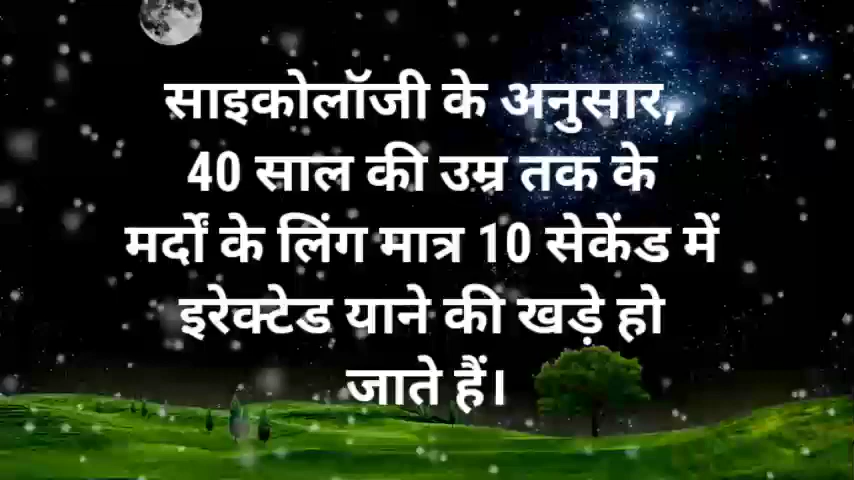 साइकोलॉजी के अनुसार,
40 साल की उम्र तक के
मर्दों के लिंग मात्र 10 सेकेंड में
इरेक्टेड याने की खड़े हो
जाते हैं।